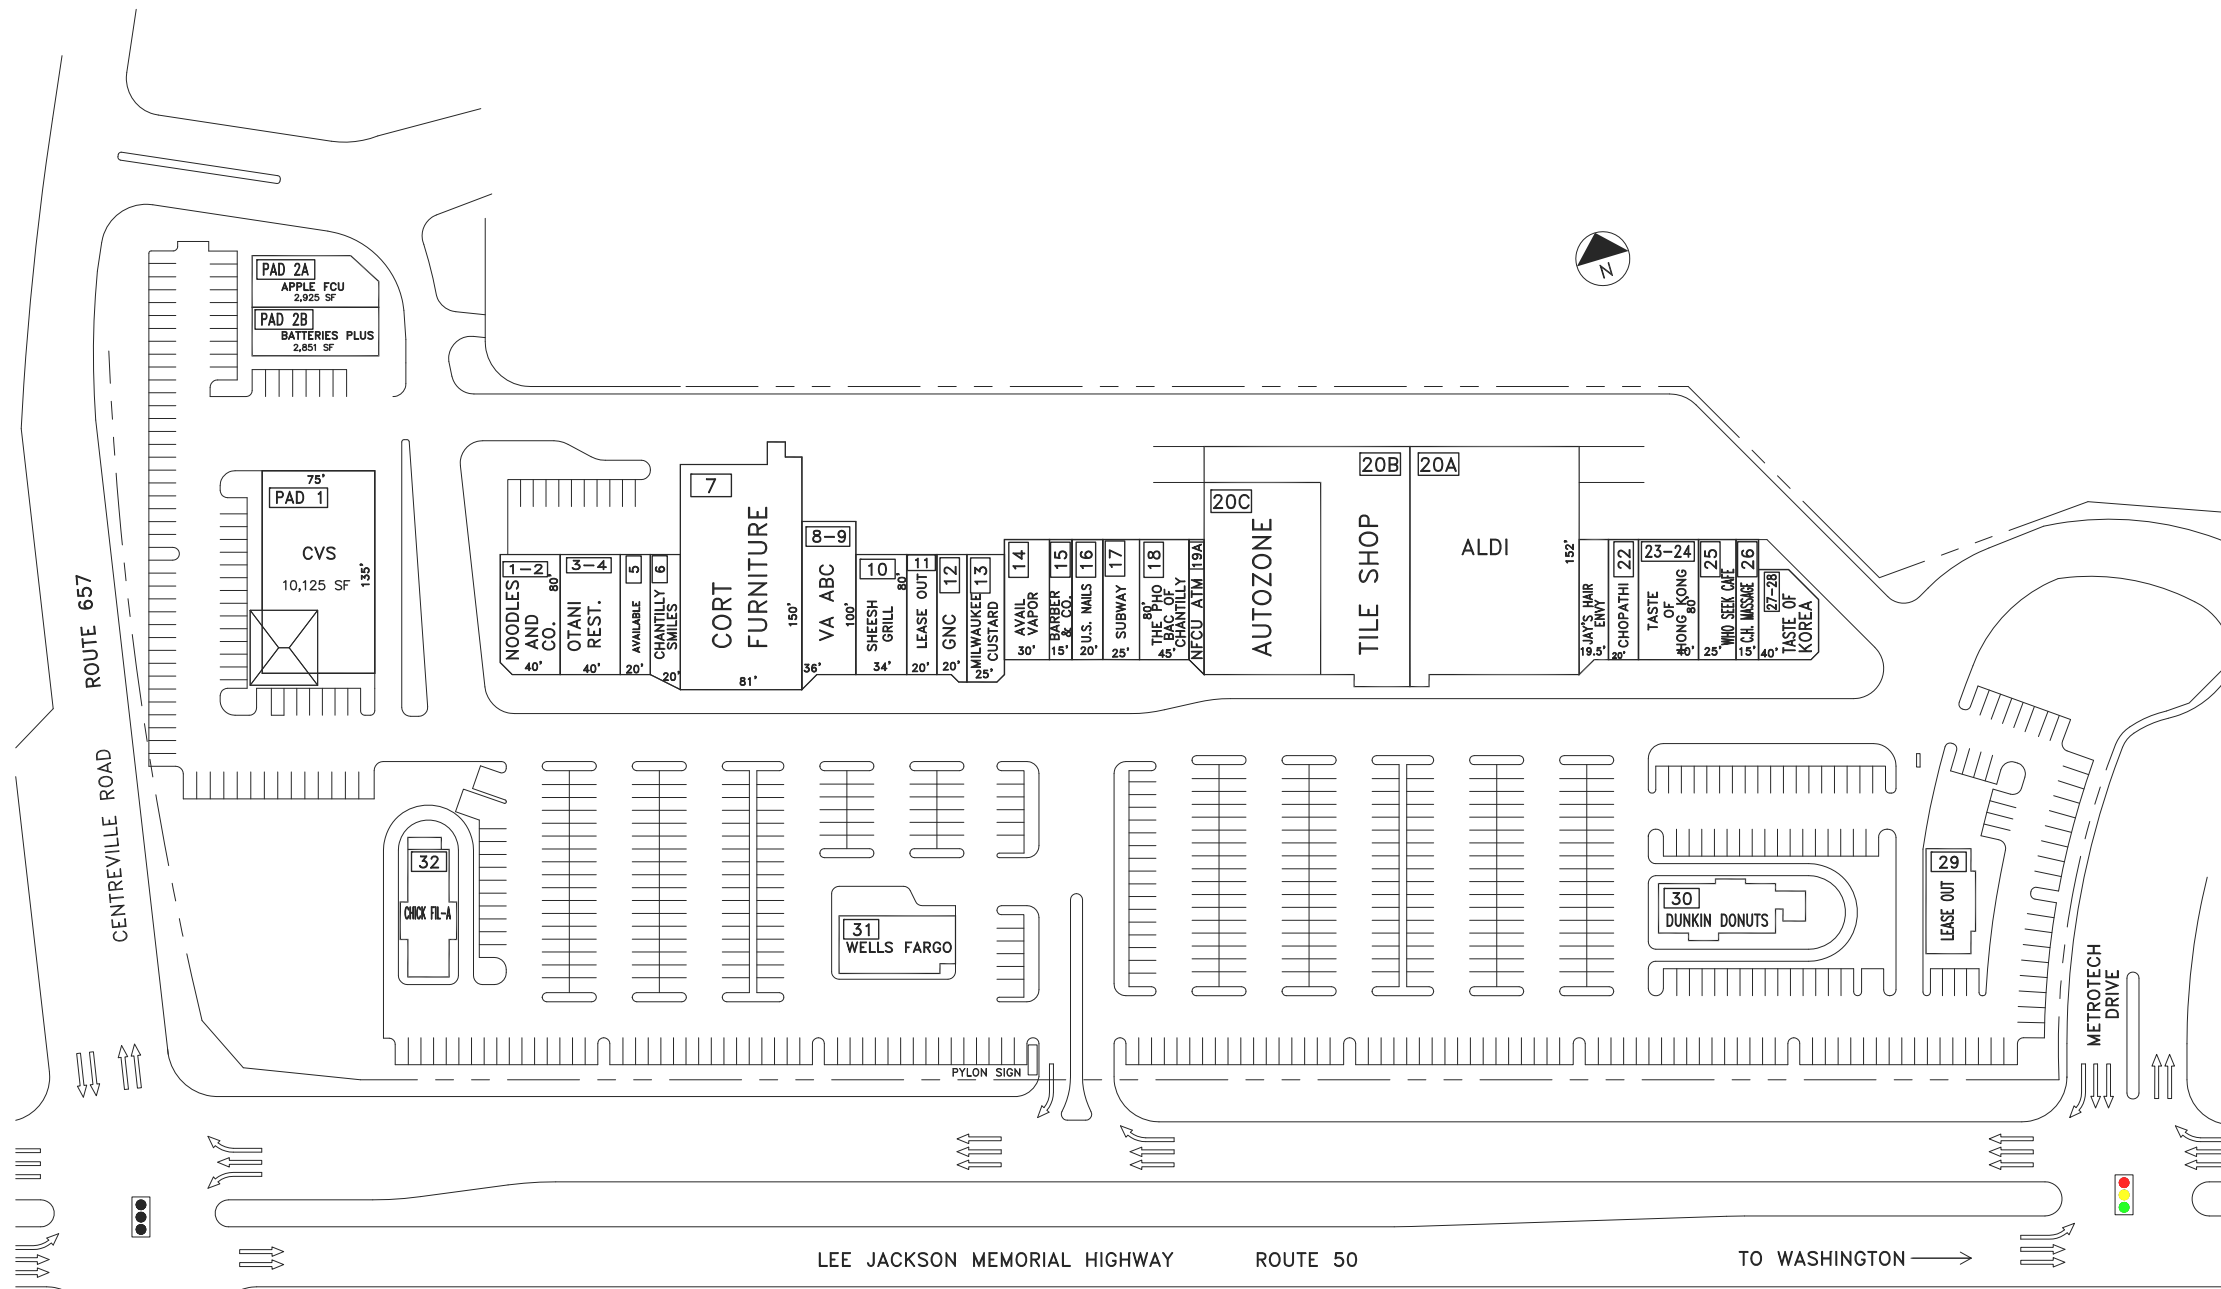 PAD 2A
APPLE FCU
2,925 SF
PAD 2B
BATTERIES PLUS
2,851 SF
N
75'
PAD 1
CVS
10,125 SF
135'
ROUTE 657
CENTREVILLE ROAD
1-2
NOODLES
AND
CO.
80'
40'
3-4
OTANI
REST.
40'
5
AVAILABLE
20'
6
CHANTILLY
SMILES
20'
7
CORT
FURNITURE
150'
81'
8-9
VA ABC
100'
36'
10
SHEESH
GRILL
80'
34'
11
LEASE OUT
20'
12
GNC
20'
13
MILWAUKEE
CUSTARD
25'
14
AVAIL
VAPOR
30'
15
BARBER
& CO.
15'
16
U.S. NAILS
20'
17
SUBWAY
25'
18
80'
THE PHO
BAC OF
CHANTILLY
45'
19A
NFCU ATM
20C
AUTOZONE
20B
TILE SHOP
20A
ALDI
152'
JAY'S HAIR
ENVY
19.5'
22
CHOPATHI
20'
23-24
TASTE
OF
HONG KONG
80'
40'
25
WHO SEEK CAFE
25'
26
C.H. MASSAGE
15'
27-28
TASTE OF
KOREA
40'
32
CHICK FIL-A
31
WELLS FARGO
30
DUNKIN DONUTS
29
LEASE OUT
METROTECH
DRIVE
PYLON SIGN
LEE JACKSON MEMORIAL HIGHWAY ROUTE 50
TO WASHINGTON